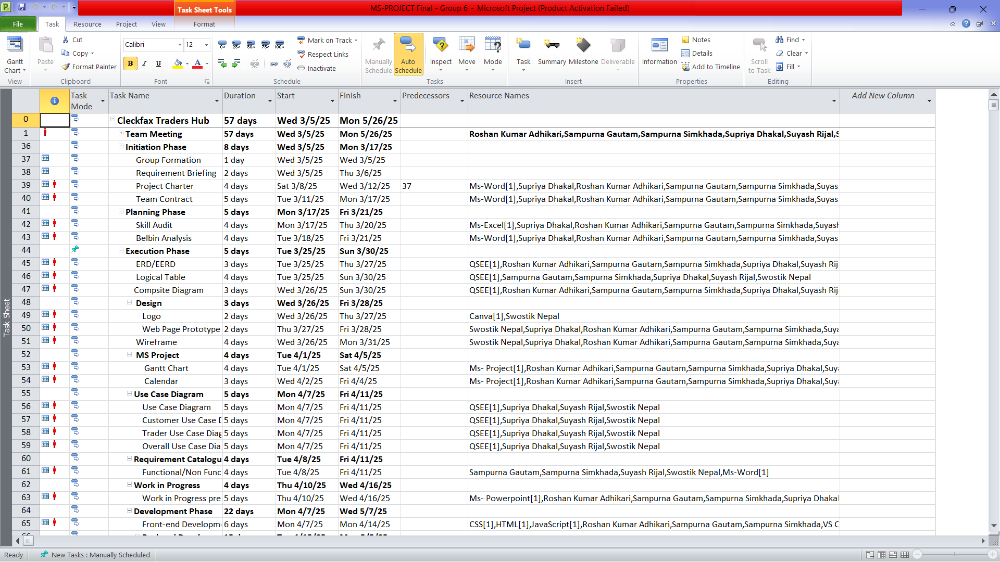 MS-PROJECT Final - Group 6 - Microsoft Project (Product Activation Failed)
Task Sheet Tools
File Task Resource Project View Format
Gantt Chart
Paste
Cut
Copy
Format Painter
Calibri 12
B I U
0% 25% 50% 75% 100%
Mark on Track
Respect Links
Inactivate
Manually Schedule
Auto Schedule
Inspect Move Mode
Task Summary Milestone Deliverable
Information
Notes
Details
Add to Timeline
Scroll to Task
Find
Clear
Fill
View Clipboard Font Schedule Tasks Insert Properties Editing
Task Mode Task Name Duration Start Finish Predecessors Resource Names Add New Column
0 Cleckfax Traders Hub 57 days Wed 3/5/25 Mon 5/26/25
1 Team Meeting 57 days Wed 3/5/25 Mon 5/26/25 Roshan Kumar Adhikari,Sampurna Gautam,Sampurna Simkhada,Supriya Dhakal,Suyash Rijal,S
36 Initiation Phase 8 days Wed 3/5/25 Mon 3/17/25
37 Group Formation 1 day Wed 3/5/25 Wed 3/5/25
38 Requirement Briefing 2 days Wed 3/5/25 Thu 3/6/25
39 Project Charter 4 days Sat 3/8/25 Wed 3/12/25 37 Ms-Word[1],Supriya Dhakal,Roshan Kumar Adhikari,Sampurna Gautam,Sampurna Simkhada,Suyas
40 Team Contract 5 days Tue 3/11/25 Mon 3/17/25 Ms-Word[1],Supriya Dhakal,Roshan Kumar Adhikari,Sampurna Gautam,Sampurna Simkhada,Suyas
41 Planning Phase 5 days Mon 3/17/25 Fri 3/21/25
42 Skill Audit 4 days Mon 3/17/25 Thu 3/20/25 Ms-Excel[1],Supriya Dhakal,Roshan Kumar Adhikari,Sampurna Gautam,Sampurna Simkhada,Suyash
43 Belbin Analysis 4 days Tue 3/18/25 Fri 3/21/25 Ms-Word[1],Supriya Dhakal,Roshan Kumar Adhikari,Sampurna Gautam,Sampurna Simkhada,Suyas
44 Execution Phase 5 days Tue 3/25/25 Sun 3/30/25
45 ERD/EERD 3 days Tue 3/25/25 Thu 3/27/25 QSEE[1],Roshan Kumar Adhikari,Sampurna Gautam,Sampurna Simkhada,Supriya Dhakal,Suyash Rij
46 Logical Table 4 days Tue 3/25/25 Sun 3/30/25 QSEE[1],Sampurna Gautam,Sampurna Simkhada,Supriya Dhakal,Suyash Rijal,Swostik Nepal
47 Compsite Diagram 3 days Wed 3/26/25 Sun 3/30/25 QSEE[1],Roshan Kumar Adhikari,Sampurna Gautam,Sampurna Simkhada,Supriya Dhakal,Suyash Rij
48 Design 3 days Wed 3/26/25 Fri 3/28/25
49 Logo 2 days Wed 3/26/25 Thu 3/27/25 Canva[1],Swostik Nepal
50 Web Page Prototype 2 days Thu 3/27/25 Fri 3/28/25 Swostik Nepal,Supriya Dhakal,Roshan Kumar Adhikari,Sampurna Gautam,Sampurna Simkhada,Suya
51 Wireframe 4 days Wed 3/26/25 Mon 3/31/25 Swostik Nepal,Supriya Dhakal,Roshan Kumar Adhikari,Sampurna Gautam,Sampurna Simkhada,Suya
52 MS Project 4 days Tue 4/1/25 Sat 4/5/25
53 Gantt Chart 4 days Tue 4/1/25 Sat 4/5/25 Ms- Project[1],Roshan Kumar Adhikari,Sampurna Gautam,Sampurna Simkhada,Supriya Dhakal,Suy
54 Calendar 3 days Wed 4/2/25 Fri 4/4/25 Ms- Project[1],Roshan Kumar Adhikari,Sampurna Gautam,Sampurna Simkhada,Supriya Dhakal,Suy
55 Use Case Diagram 5 days Mon 4/7/25 Fri 4/11/25
56 Use Case Diagram 5 days Mon 4/7/25 Fri 4/11/25 QSEE[1],Supriya Dhakal,Suyash Rijal,Swostik Nepal
57 Customer Use Case D 5 days Mon 4/7/25 Fri 4/11/25 QSEE[1],Supriya Dhakal,Suyash Rijal,Swostik Nepal
58 Trader Use Case Diag 5 days Mon 4/7/25 Fri 4/11/25 QSEE[1],Supriya Dhakal,Suyash Rijal,Swostik Nepal
59 Overall Use Case Dia 5 days Mon 4/7/25 Fri 4/11/25 QSEE[1],Supriya Dhakal,Suyash Rijal,Swostik Nepal
60 Requirement Catalogu 4 days Tue 4/8/25 Fri 4/11/25
61 Functional/Non Func 4 days Tue 4/8/25 Fri 4/11/25 Sampurna Gautam,Sampurna Simkhada,Suyash Rijal,Swostik Nepal,Ms-Word[1]
62 Work in Progress 4 days Thu 4/10/25 Wed 4/16/25
63 Work in Progress pre 5 days Thu 4/10/25 Wed 4/16/25 Ms- Powerpoint[1],Roshan Kumar Adhikari,Sampurna Gautam,Sampurna Simkhada,Supriya Dhakal
64 Development Phase 22 days Mon 4/7/25 Wed 5/7/25
65 Front-end Developm 6 days Mon 4/7/25 Mon 4/14/25 CSS[1],HTML[1],JavaScript[1],Roshan Kumar Adhikari,Sampurna Gautam,Sampurna Simkhada,VS C
Task Sheet
Ready New Tasks : Manually Scheduled